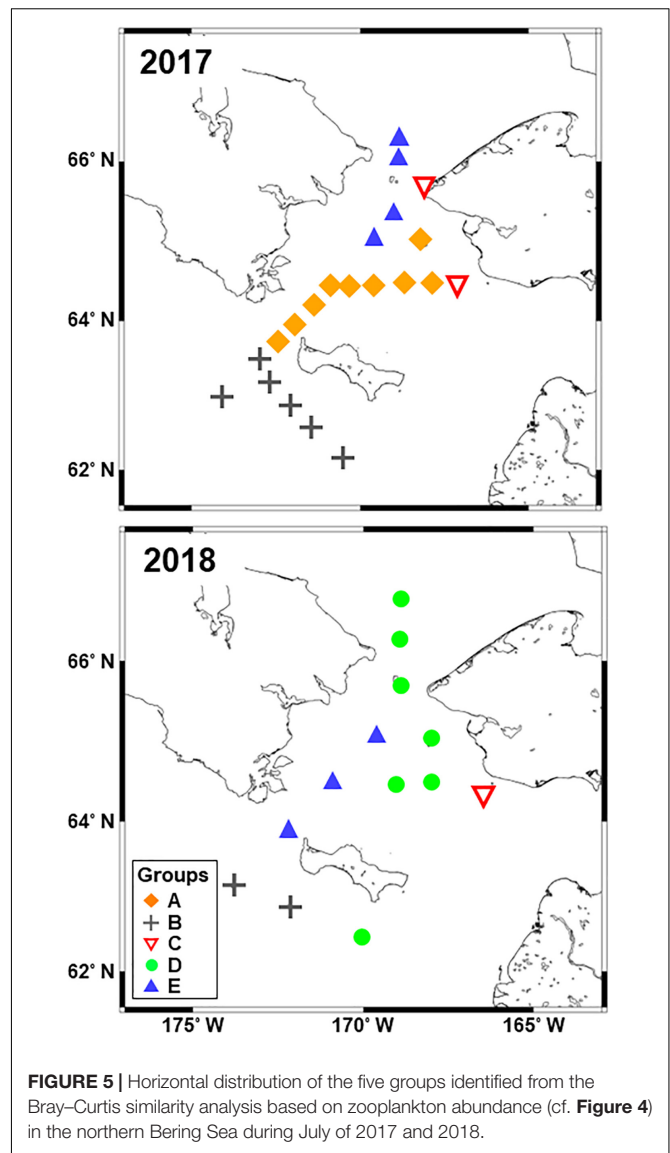 2017
66° N
64° N
62° N
2018
66° N
64° N
62° N
Groups
A
B
C
D
E
175° W
170° W
165° W
FIGURE 5 | Horizontal distribution of the five groups identified from the
Bray–Curtis similarity analysis based on zooplankton abundance (cf. Figure 4)
in the northern Bering Sea during July of 2017 and 2018.